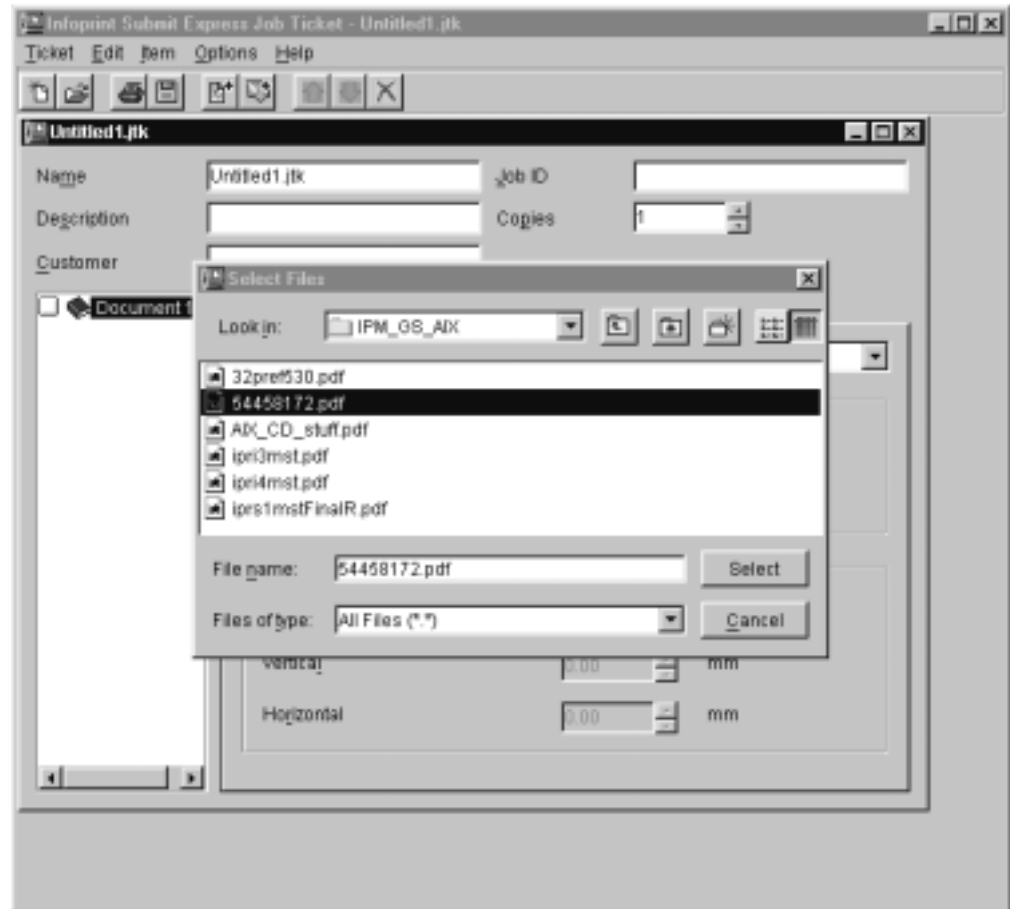 Infoprint Submit Express Job Ticket - Untitled1.jtk
Ticket Edit Item Options Help
Untitled1.jtk
Name Untitled1.jtk Job ID
Description Copies 1
Customer
Select Files
Document 1
Look in: IPM_GS_AIX
32pref530.pdf
54458172.pdf
AIX_CD_stuff.pdf
ipri3mst.pdf
ipri4mst.pdf
iprs1mstFinalR.pdf
File name: 54458172.pdf Select
Files of type: All Files (*.*) Cancel
Vertical 0.00 mm
Horizontal 0.00 mm